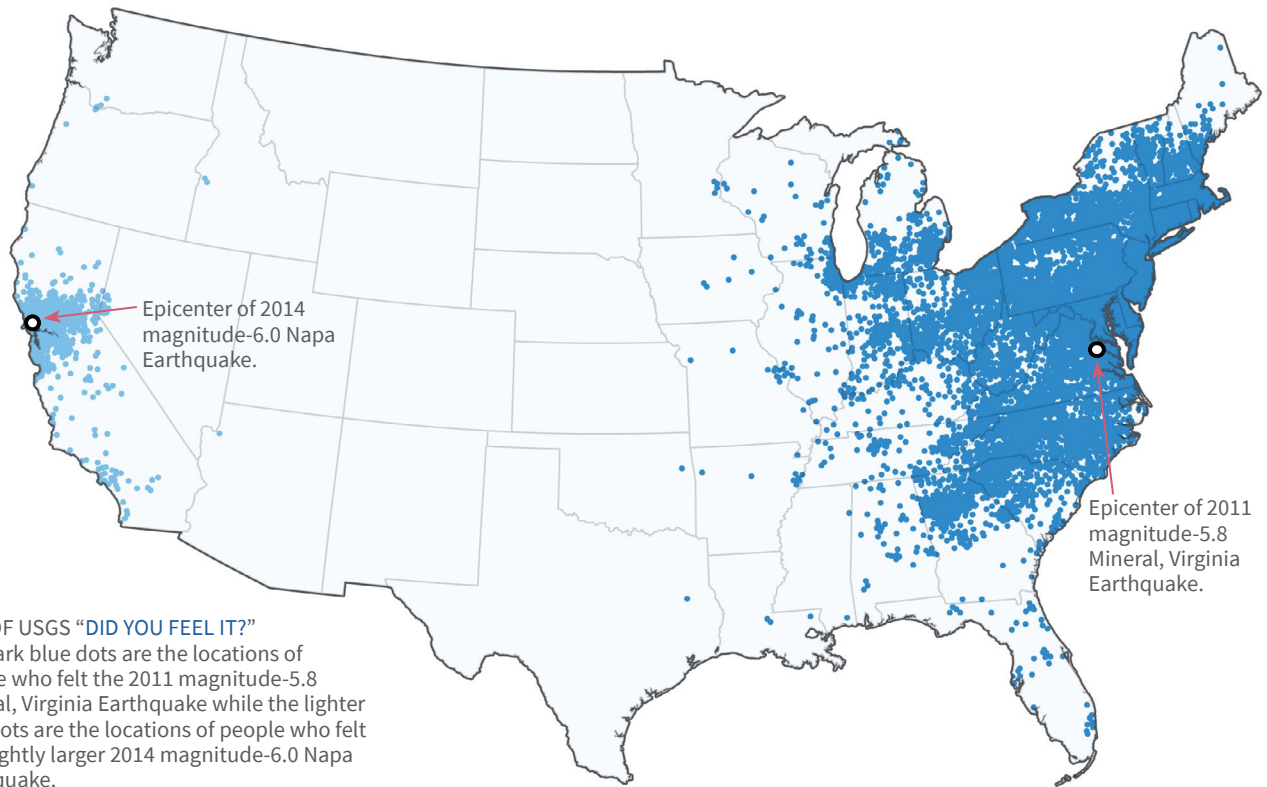 Epicenter of 2014
magnitude-6.0 Napa
Earthquake.
Epicenter of 2011
magnitude-5.8
Mineral, Virginia
Earthquake.
OF USGS “DID YOU FEEL IT?”
ark blue dots are the locations of
e who felt the 2011 magnitude-5.8
al, Virginia Earthquake while the lighter
ots are the locations of people who felt
ghtly larger 2014 magnitude-6.0 Napa
quake.